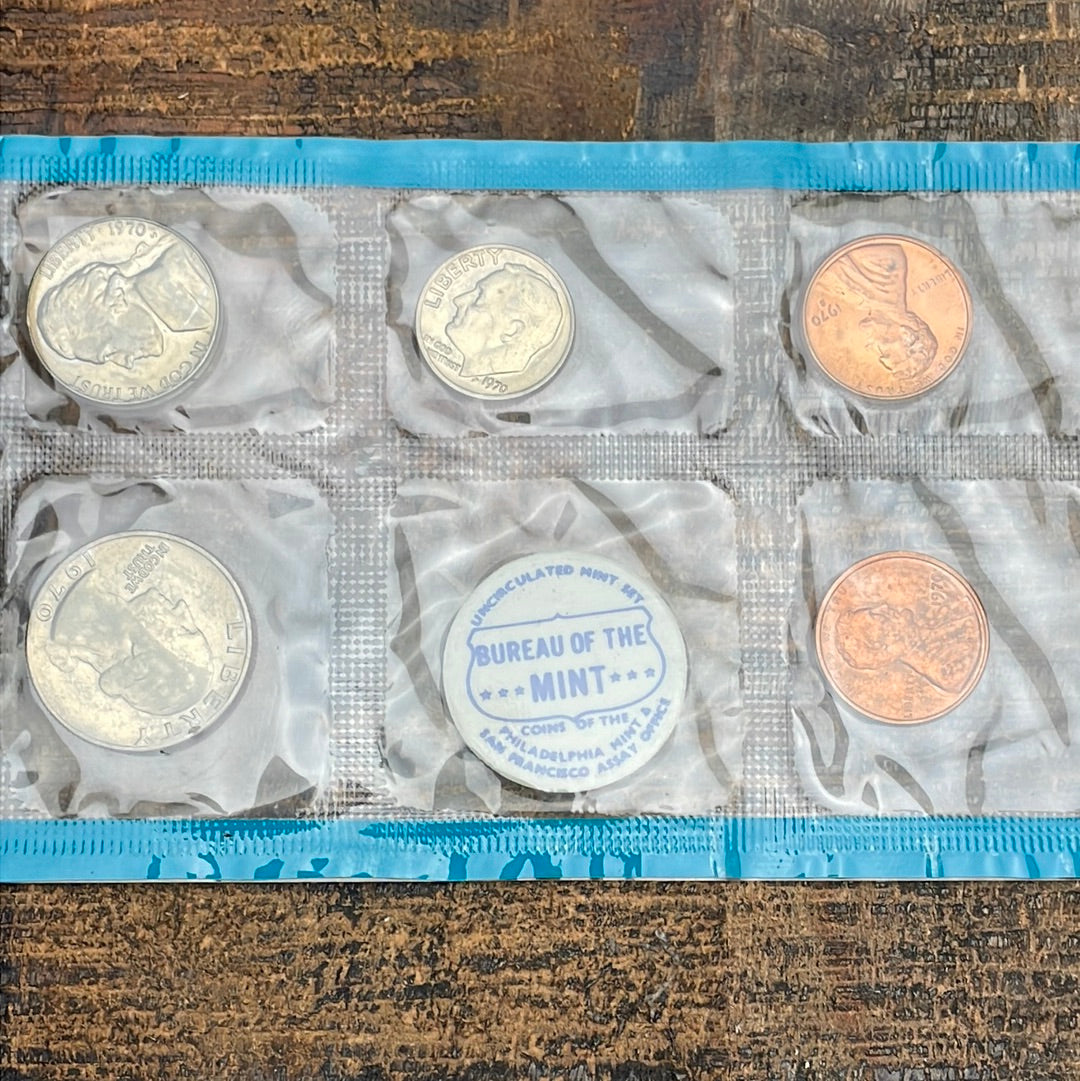 LIBERTY • 1970 ★
IN GOD WE TRUST
LIBERTY
IN GOD
WE TRUST
1970
LIBERTY
1970
IN GOD WE TRUST
1970
IN GOD WE
TRUST
LIBERTY
UNCIRCULATED MINT SET
BUREAU OF THE
★★★MINT★★★
COINS OF THE
PHILADELPHIA MINT &
SAN FRANCISCO ASSAY OFFICE